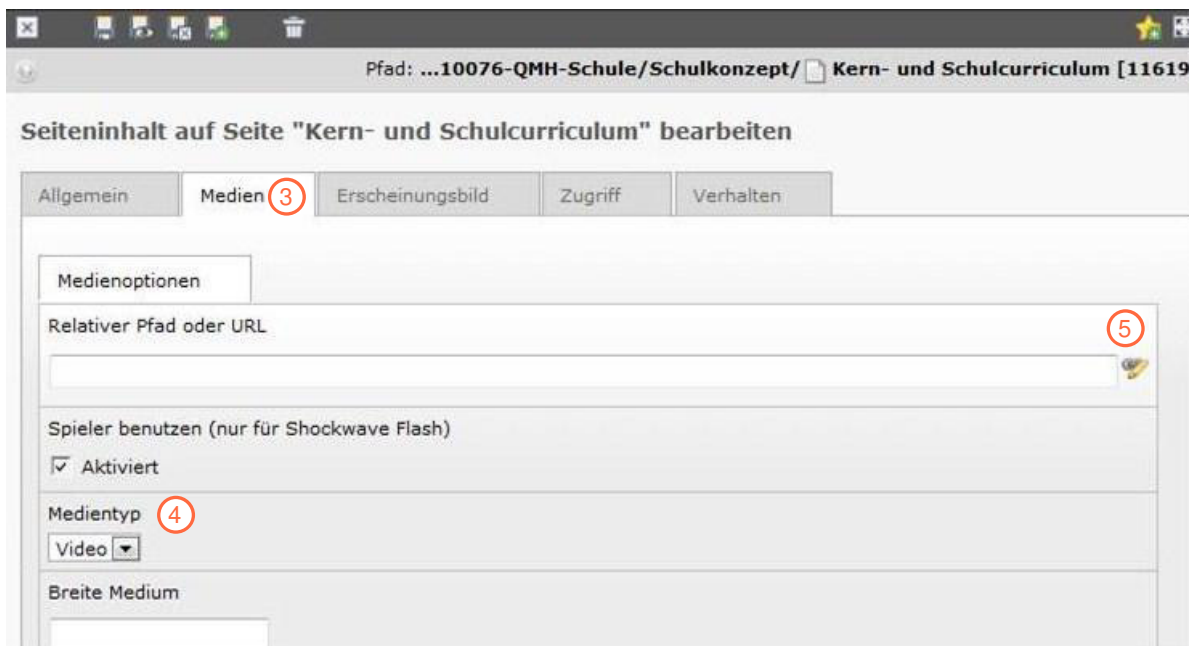 Pfad: ...10076-QMH-Schule/Schulkonzept/ Kern- und Schulcurriculum [11619
Seiteninhalt auf Seite "Kern- und Schulcurriculum" bearbeiten
Allgemein Medien 3 Erscheinungsbild Zugriff Verhalten
Medienoptionen
Relativer Pfad oder URL 5
Spieler benutzen (nur für Shockwave Flash)
Aktiviert
Medientyp 4
Video
Breite Medium